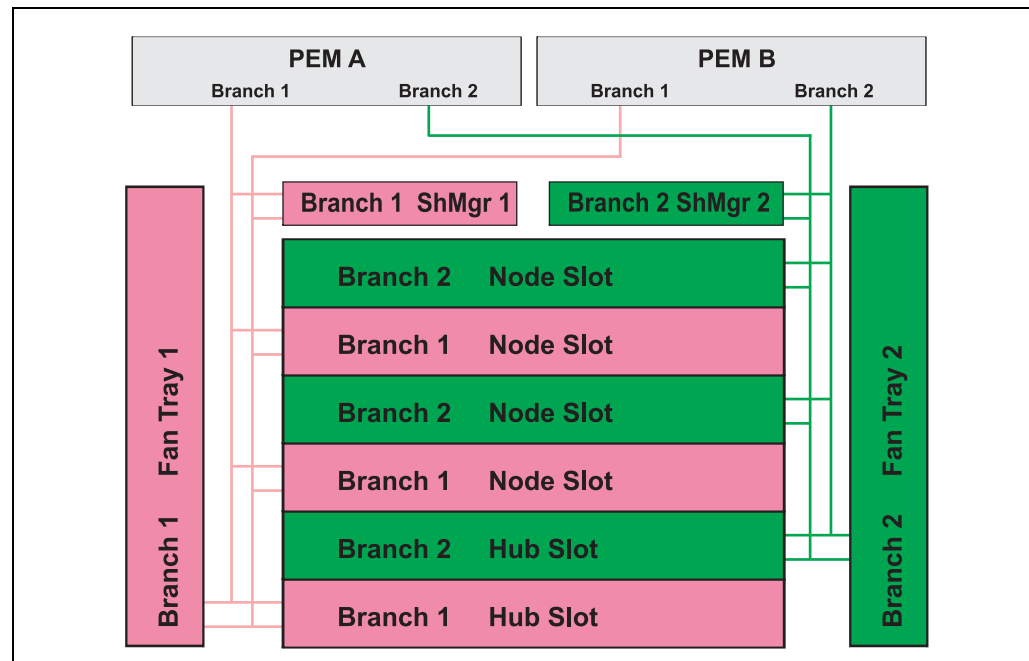 PEM A
Branch 1 Branch 2
PEM B
Branch 1 Branch 2
Branch 1 ShMgr 1
Branch 2 ShMgr 2
Branch 1 Fan Tray 1
Branch 2 Node Slot
Branch 1 Node Slot
Branch 2 Node Slot
Branch 1 Node Slot
Branch 2 Hub Slot
Branch 1 Hub Slot
Branch 2 Fan Tray 2